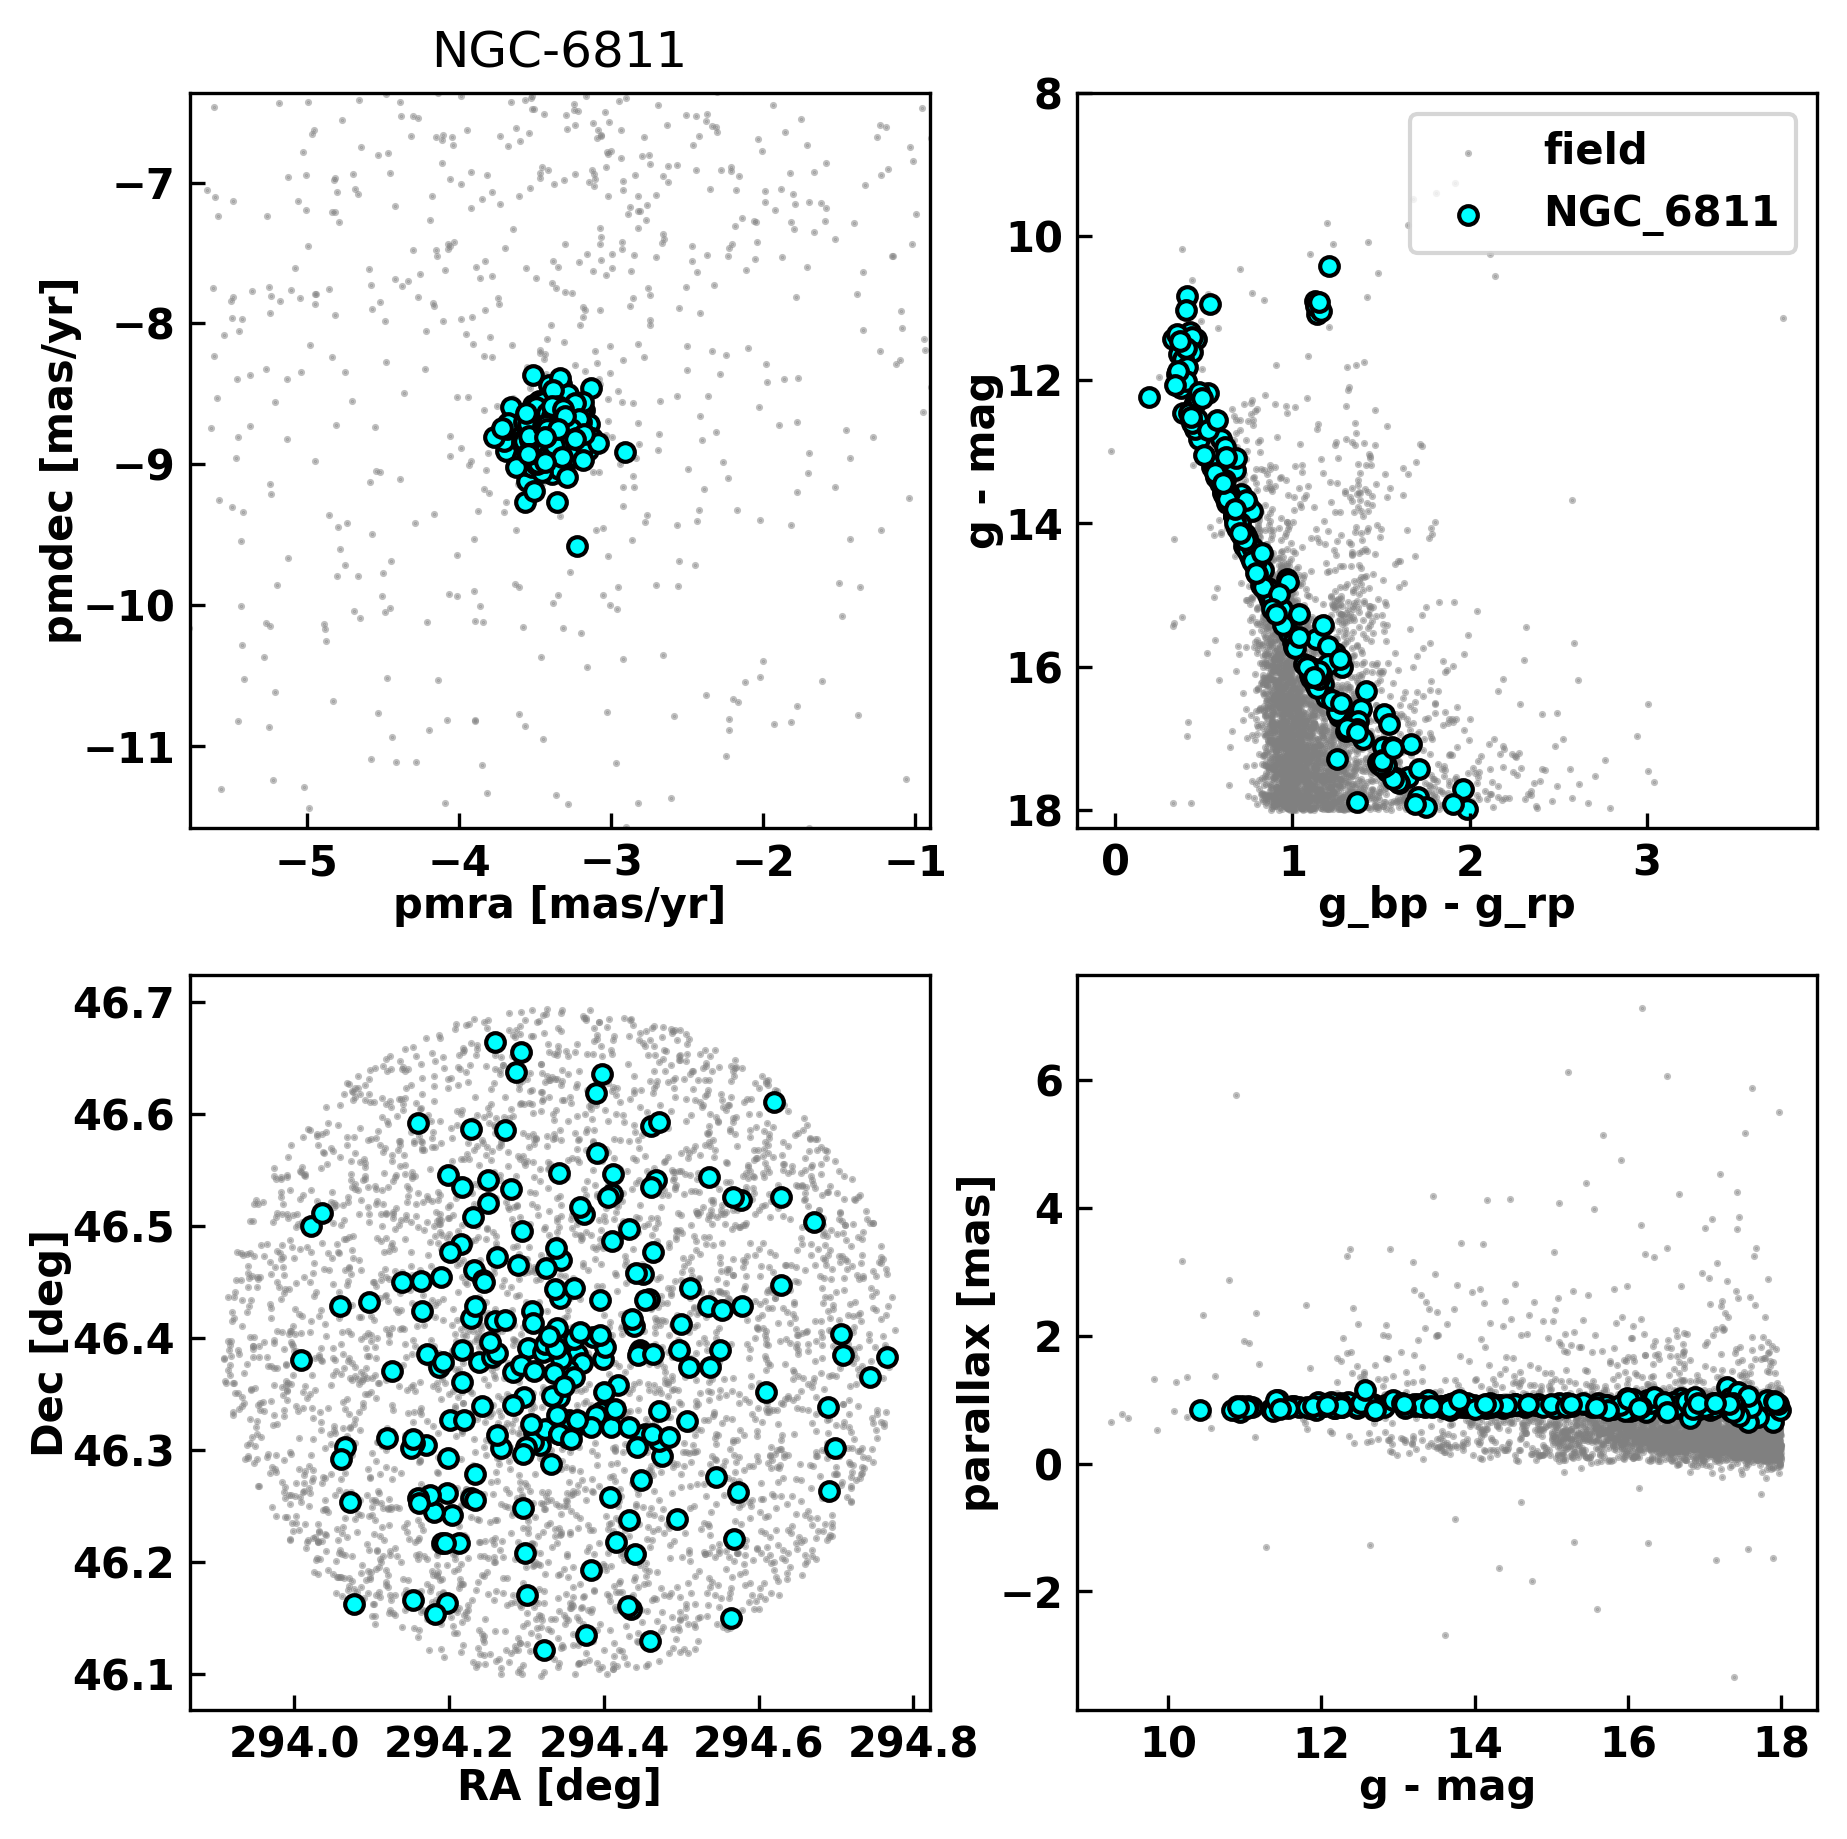 NGC-6811
−7
−8
−9
−10
−11
pmdec [mas/yr]
−5 −4 −3 −2 −1
pmra [mas/yr]
8
10
12
14
16
18
g - mag
field
NGC_6811
0 1 2 3
g_bp - g_rp
46.7
46.6
46.5
46.4
46.3
46.2
46.1
Dec [deg]
294.0 294.2 294.4 294.6 294.8
RA [deg]
6
4
2
0
−2
parallax [mas]
10 12 14 16 18
g - mag